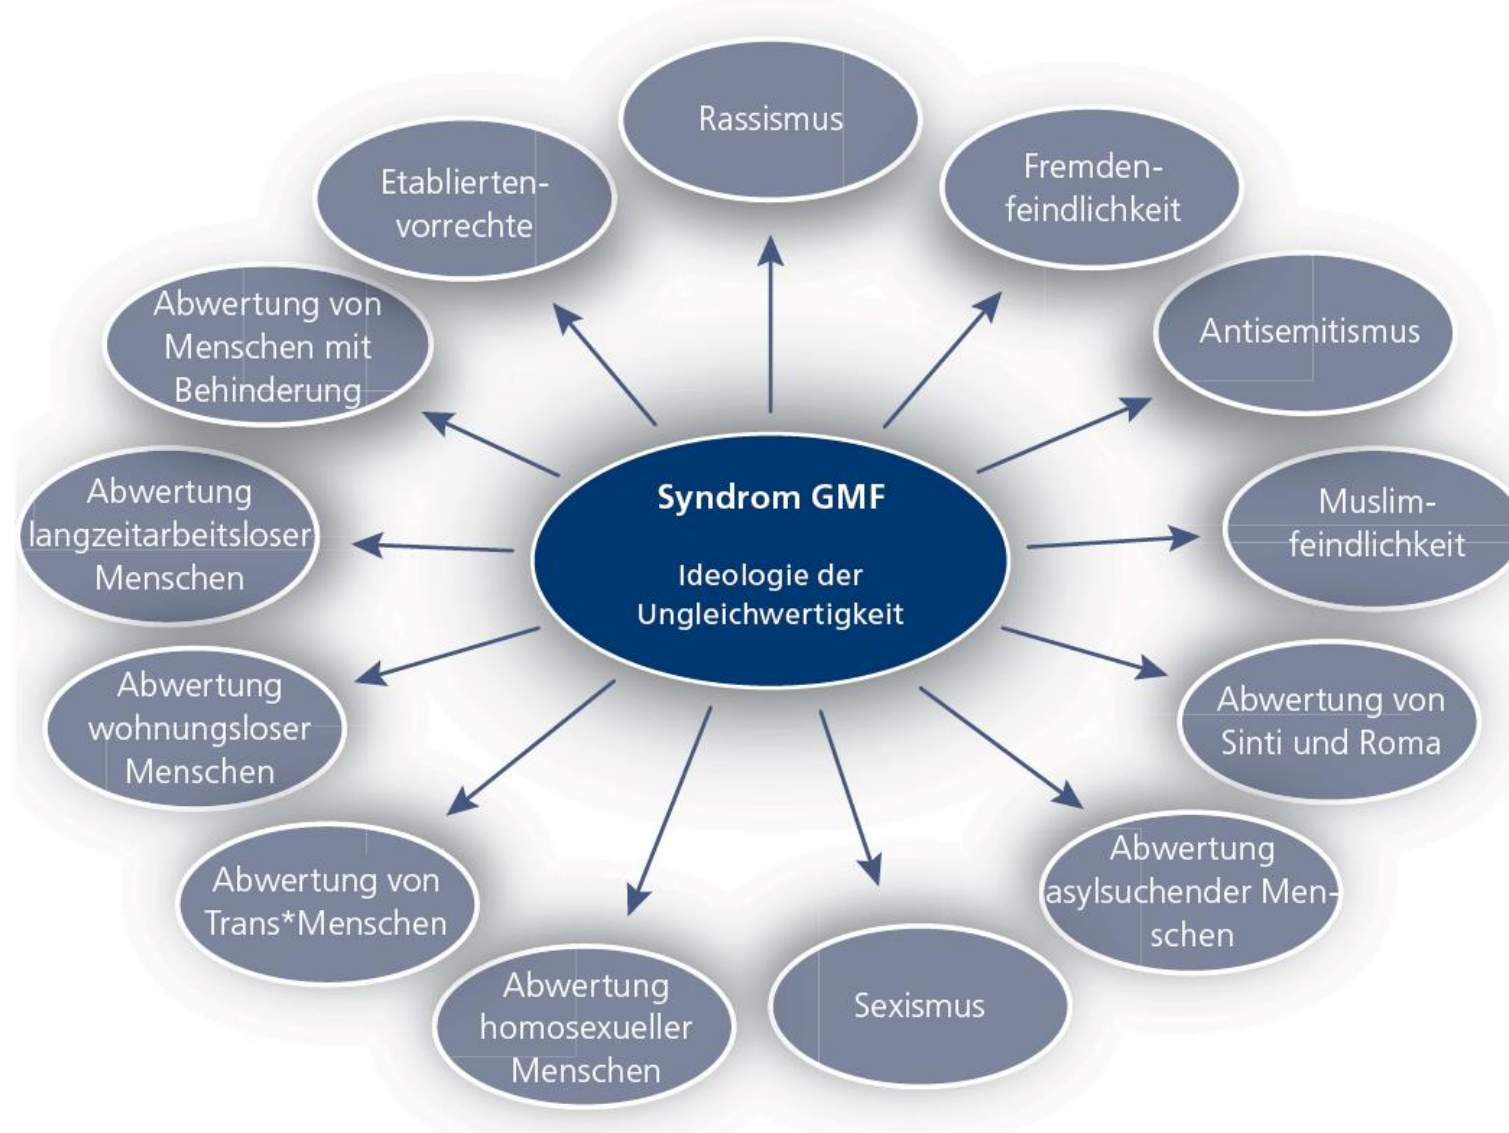 Rassismus
Fremden-
feindlichkeit
Antisemitismus
Muslim-
feindlichkeit
Abwertung von
Sinti und Roma
Abwertung
asylsuchender Men-
schen
Sexismus
Abwertung
homosexueller
Menschen
Abwertung von
Trans*Menschen
Abwertung
wohnungsloser
Menschen
Abwertung
langzeitarbeitsloser
Menschen
Abwertung von
Menschen mit
Behinderung
Etablierten-
vorrechte
Syndrom GMF
Ideologie der
Ungleichwertigkeit